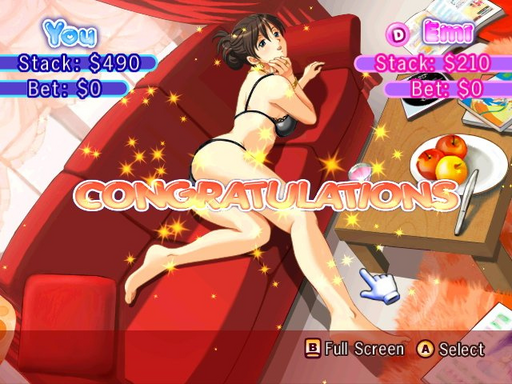 You
Stack: $490
Bet: $0
D Emi
Stack: $210
Bet: $0
CONGRATULATIONS
B Full Screen A Select